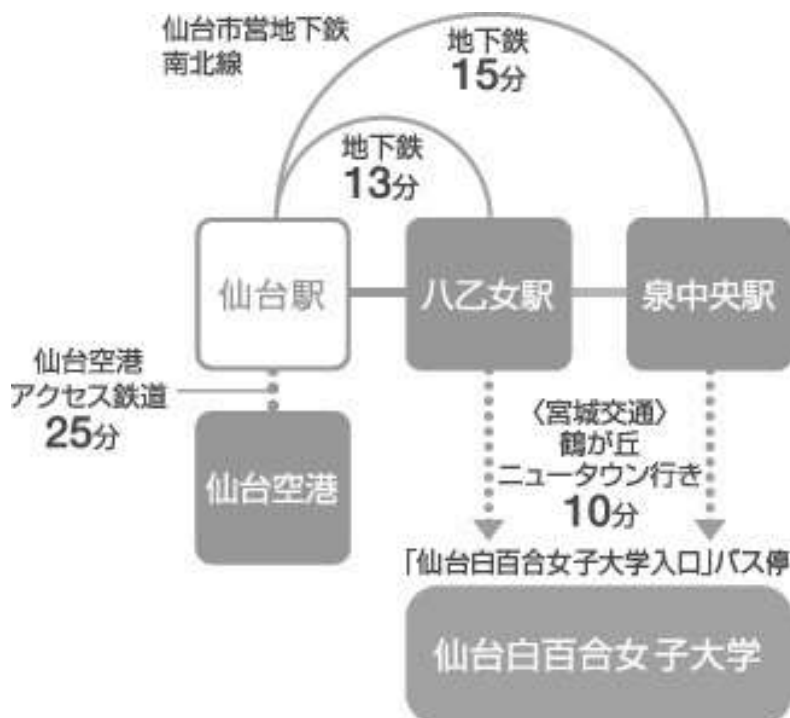 仙台市営地下鉄
南北線
地下鉄
15分
地下鉄
13分
仙台駅
八乙女駅
泉中央駅
仙台空港
アクセス鉄道
25分
仙台空港
〈宮城交通〉
鶴が丘
ニュータウン行き
10分
「仙台白百合女子大学入口」バス停
仙台白百合女子大学